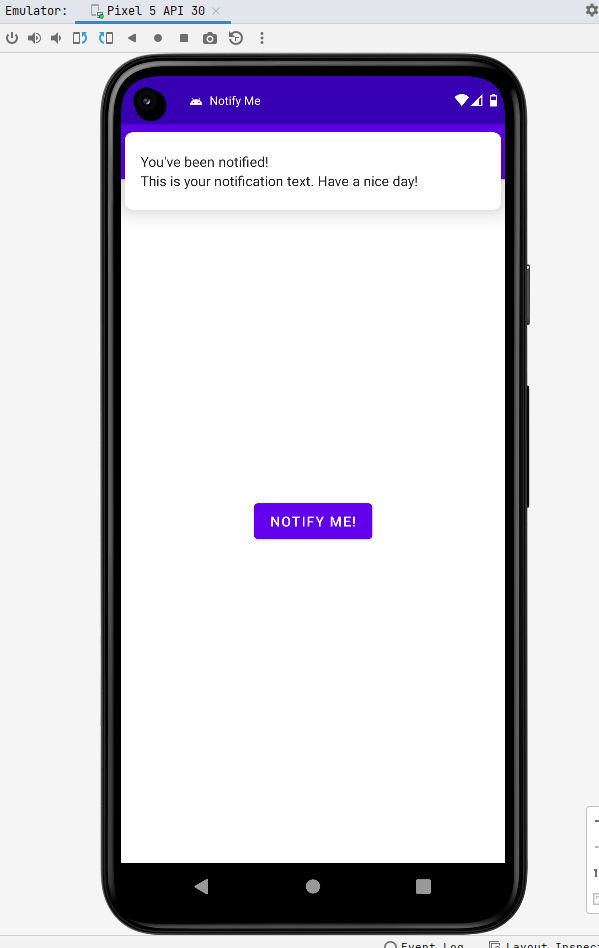 Emulator: Pixel 5 API 30
Notify Me
You've been notified!
This is your notification text. Have a nice day!
NOTIFY ME!
1
Event Log Layout Inspec